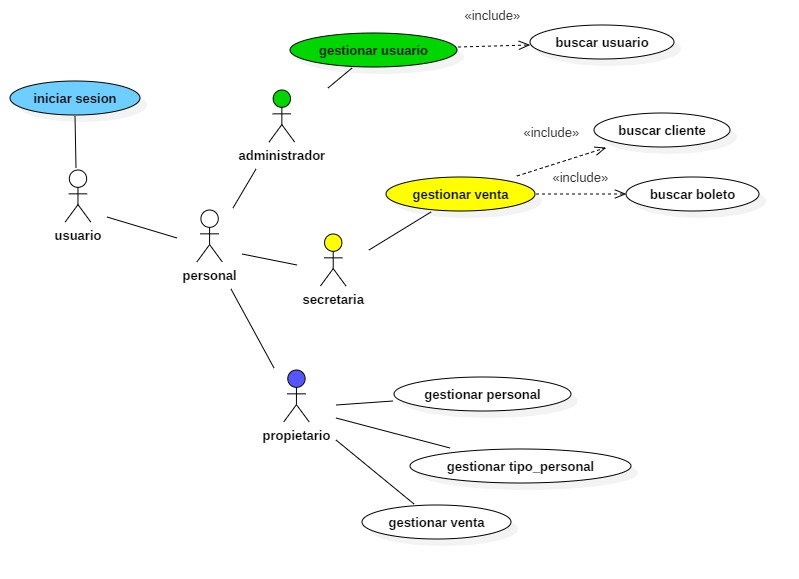 «include»
gestionar usuario
buscar usuario
iniciar sesion
administrador
«include»
buscar cliente
«include»
gestionar venta
buscar boleto
usuario
personal
secretaria
propietario
gestionar personal
gestionar tipo_personal
gestionar venta